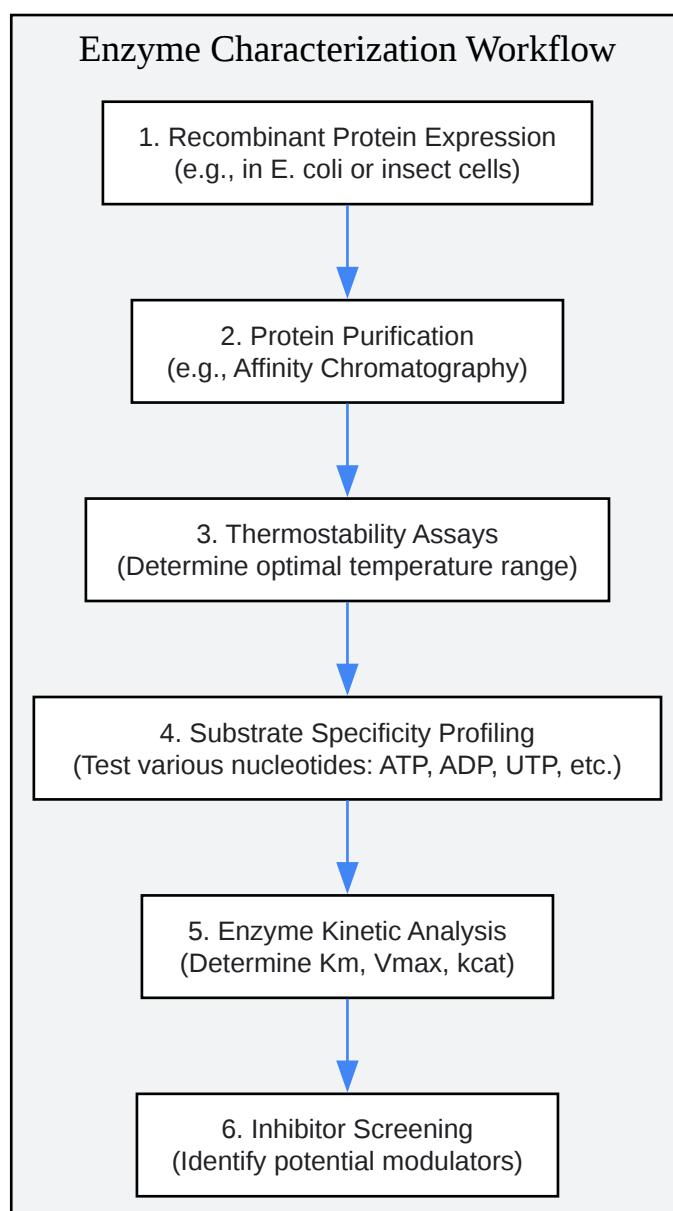 Enzyme Characterization Workflow
1. Recombinant Protein Expression
(e.g., in E. coli or insect cells)
2. Protein Purification
(e.g., Affinity Chromatography)
3. Thermostability Assays
(Determine optimal temperature range)
4. Substrate Specificity Profiling
(Test various nucleotides: ATP, ADP, UTP, etc.)
5. Enzyme Kinetic Analysis
(Determine Km, Vmax, kcat)
6. Inhibitor Screening
(Identify potential modulators)